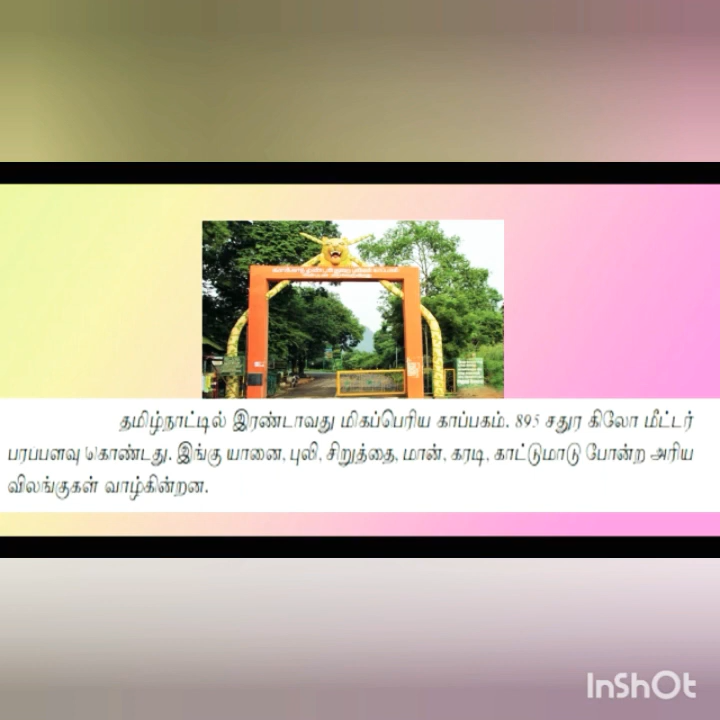 தமிழ்நாட்டில் இரண்டாவது மிகப்பெரிய காப்பகம். 895 சதுர கிலோ மீட்டர்
பரப்பளவு கொண்டது. இங்கு யானை, புலி, சிறுத்தை, மான், கரடி, காட்டுமாடு போன்ற அரிய
விலங்குகள் வாழ்கின்றன.
InShOt